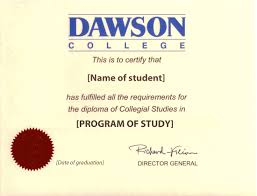 DAWSON
COLLEGE
This is to certify that
[Name of student]
has fulfilled all the requirements for
the diploma of Collegial Studies in
[PROGRAM OF STUDY]
[Date of graduation]
DIRECTOR GENERAL